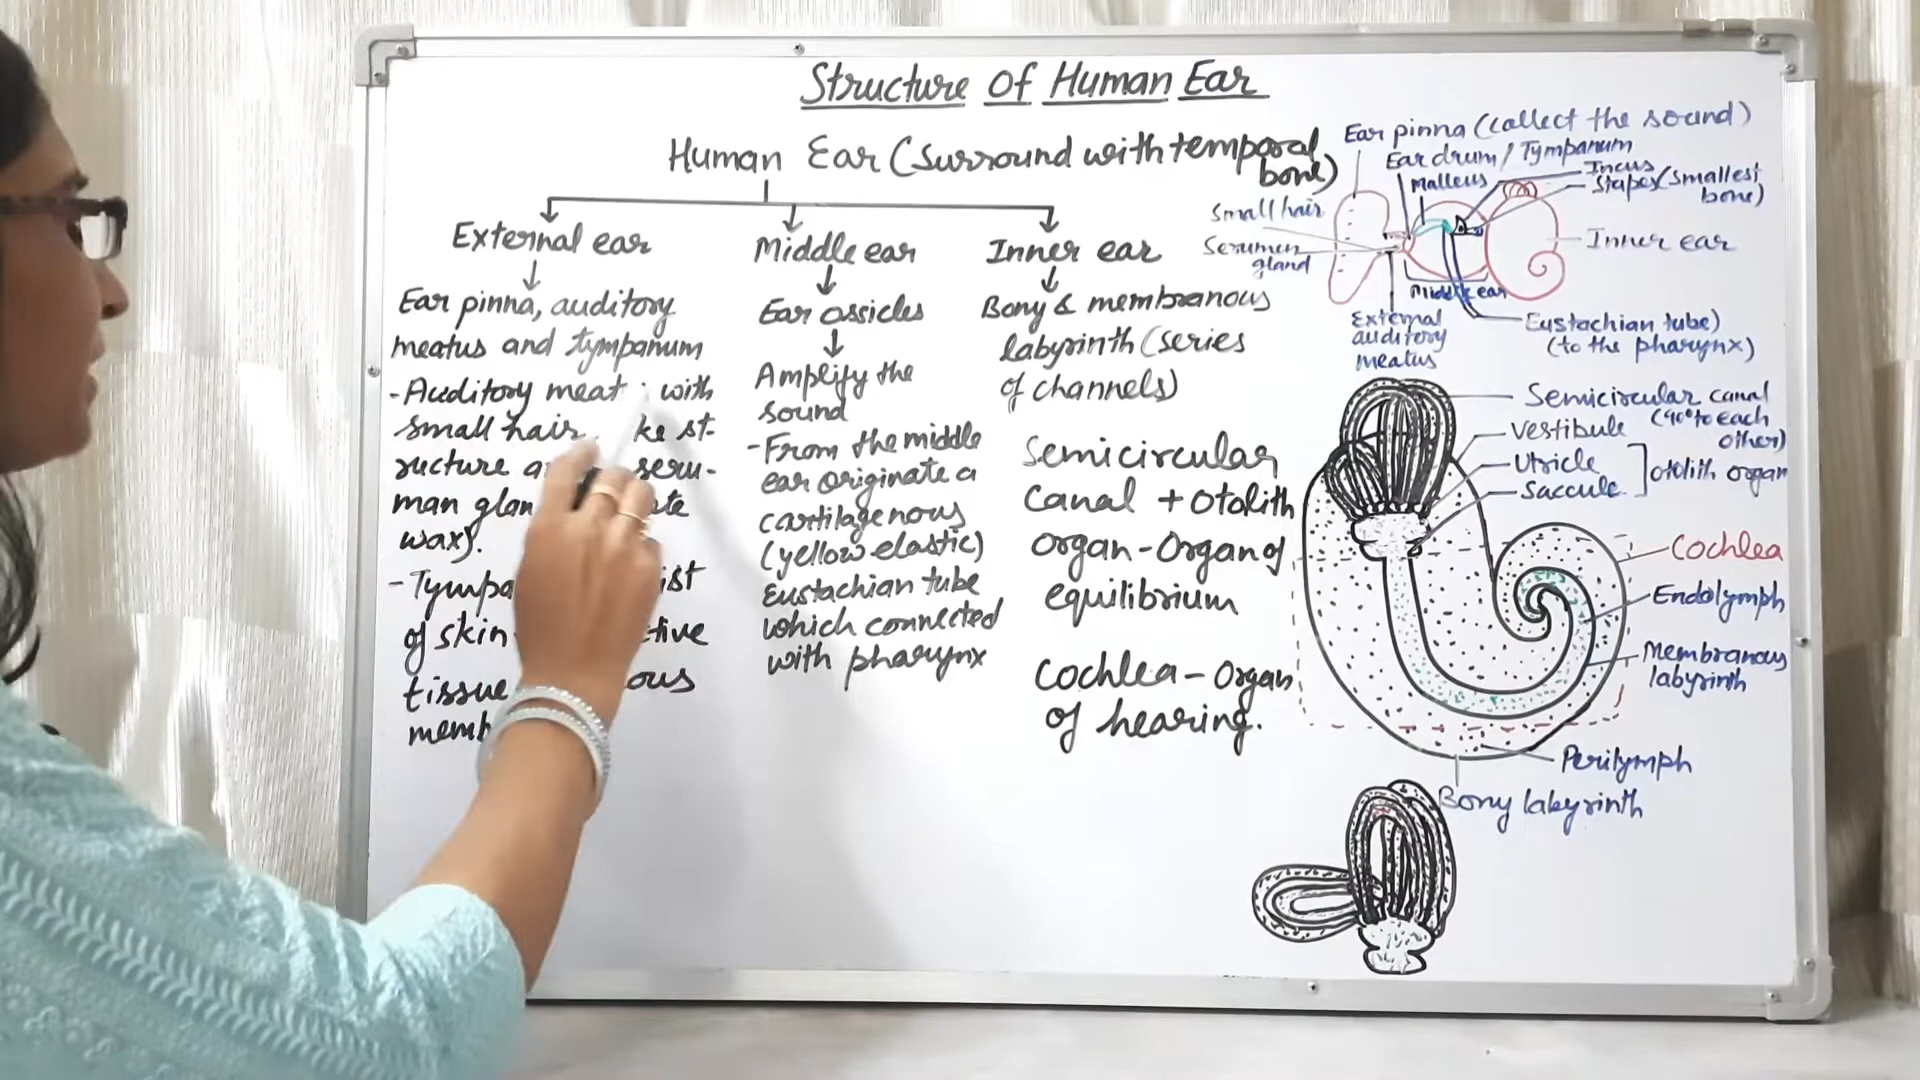 Structure Of Human Ear
Human Ear (Surround with temporal
bone)
External ear
Ear pinna, auditory
meatus and tympanum
- Auditory meat with
small hair ke st-
ructure seru-
man glan
wax).
- Tympa ist
of skin tive
tissue ous
memb
Middle ear
Ear ossicles
Amplify the
sound
- From the middle
ear originate a
cartilagenous
(yellow elastic)
Eustachian tube
which connected
with pharynx
Inner ear
Bony & membranous
labyrinth (series
of channels)
Semicircular
Canal + Otolith
organ - Organ of
equilibrium
Cochlea - Organ
of hearing.
Ear pinna (collect the sound)
Ear drum / Tympanum
Malleus
Incus
Stapes (smallest
bone)
Small hair
Serumen
gland
Inner ear
Middle ear
External
auditory
meatus
Eustachian tube)
(to the pharynx)
Semicircular canal
(90° to each
other)
Vestibule
Utricle
Saccule
Otolith organ
Cochlea
Endolymph
Membranous
labyrinth
Perilymph
Bony labyrinth